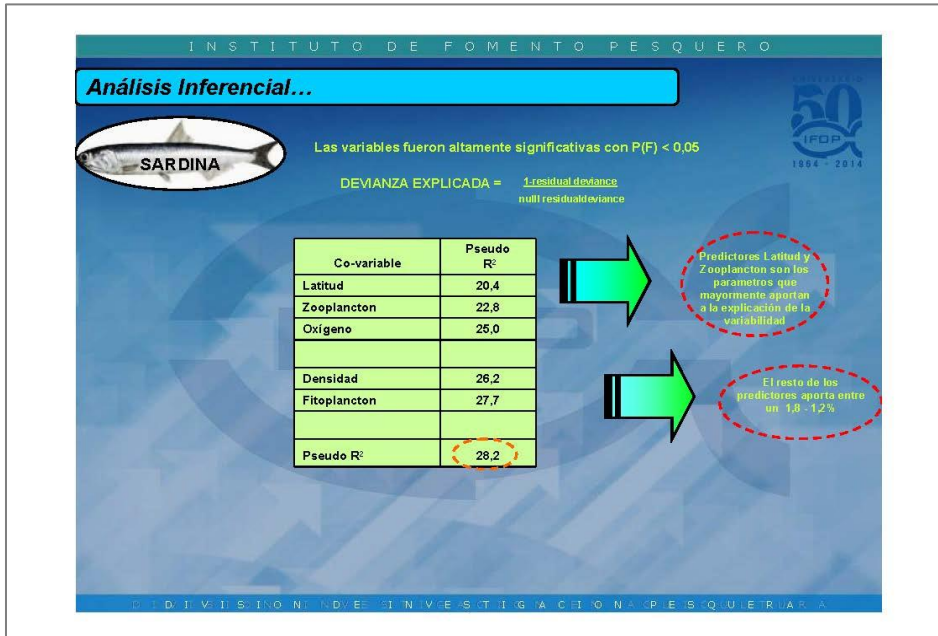 INSTITUTO DE FOMENTO PESQUERO
Análisis Inferencial...
50
IFOP
1964 - 2014
SARDINA
Las variables fueron altamente significativas con P(F) < 0,05
DEVIANZA EXPLICADA = 1-residual deviance
nulll residualdeviance
Co-variable Pseudo R²
Latitud 20,4
Zooplancton 22,8
Oxígeno 25,0
Densidad 26,2
Fitoplancton 27,7
Pseudo R² 28,2
Predictores Latitud y
Zooplancton son los
parametros que
mayormente aportan
a la explicación de la
variabilidad
El resto de los
predictores aporta entre
un 1,8 - 1,2%